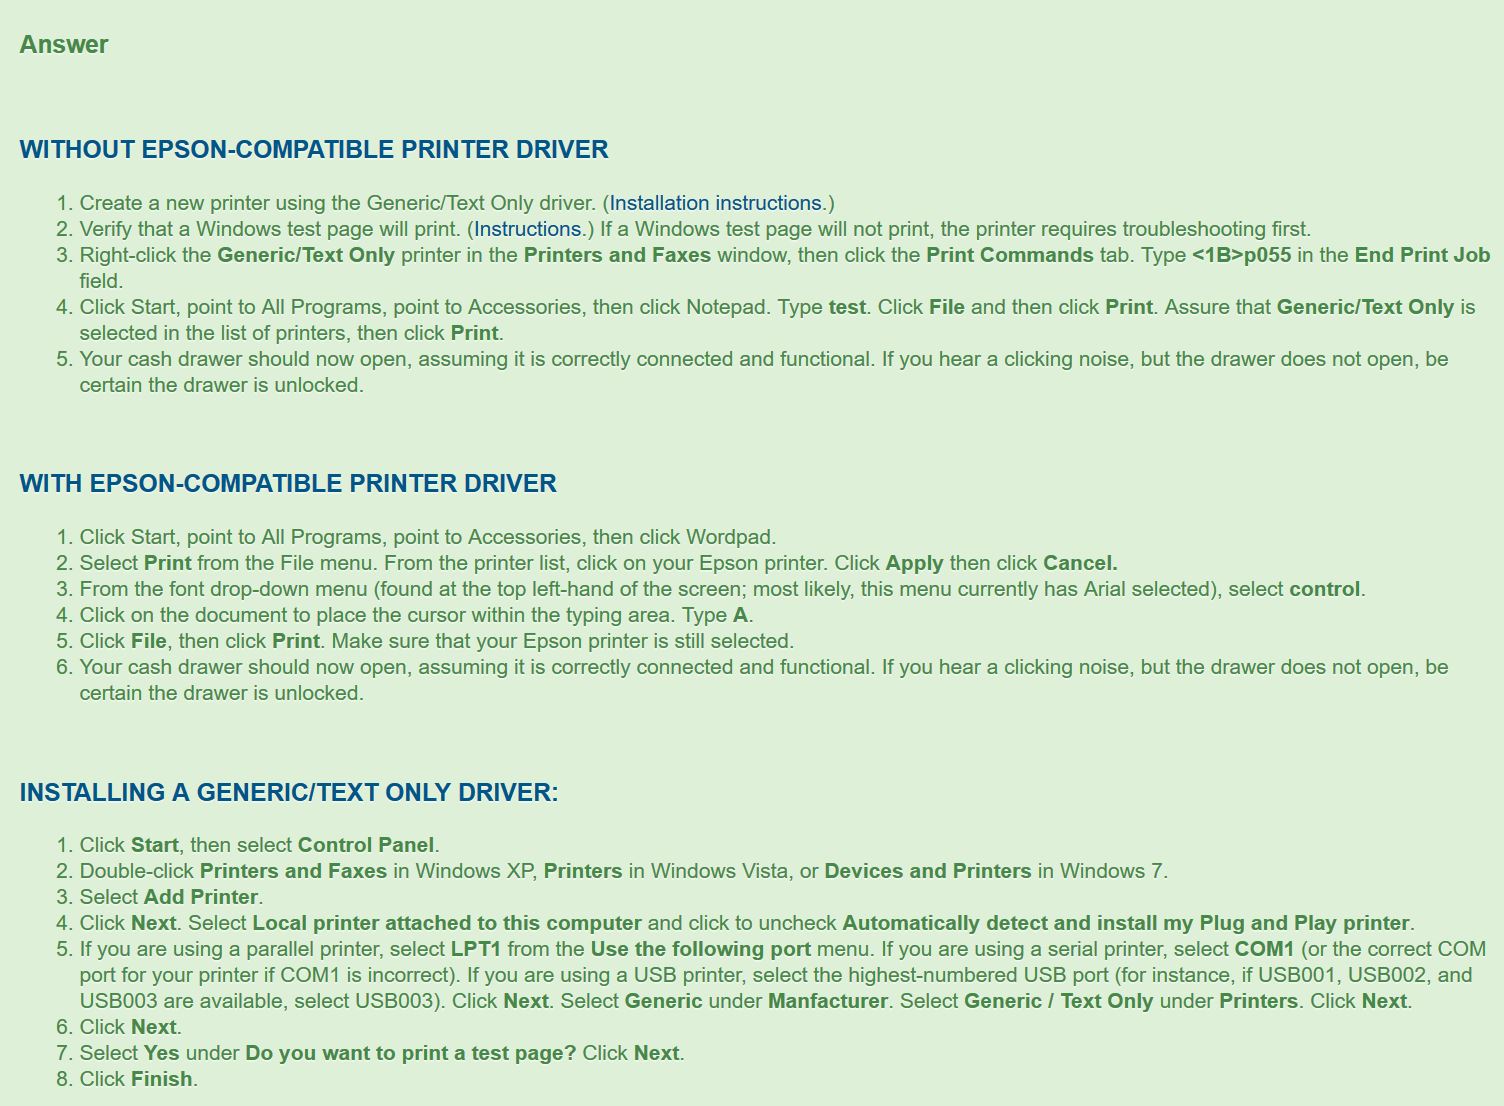 Answer
WITHOUT EPSON-COMPATIBLE PRINTER DRIVER
1. Create a new printer using the Generic/Text Only driver. (Installation instructions.)
2. Verify that a Windows test page will print. (Instructions.) If a Windows test page will not print, the printer requires troubleshooting first.
3. Right-click the Generic/Text Only printer in the Printers and Faxes window, then click the Print Commands tab. Type <1B>p055 in the End Print Job
field.
4. Click Start, point to All Programs, point to Accessories, then click Notepad. Type test. Click File and then click Print. Assure that Generic/Text Only is
selected in the list of printers, then click Print.
5. Your cash drawer should now open, assuming it is correctly connected and functional. If you hear a clicking noise, but the drawer does not open, be
certain the drawer is unlocked.
WITH EPSON-COMPATIBLE PRINTER DRIVER
1. Click Start, point to All Programs, point to Accessories, then click Wordpad.
2. Select Print from the File menu. From the printer list, click on your Epson printer. Click Apply then click Cancel.
3. From the font drop-down menu (found at the top left-hand of the screen; most likely, this menu currently has Arial selected), select control.
4. Click on the document to place the cursor within the typing area. Type A.
5. Click File, then click Print. Make sure that your Epson printer is still selected.
6. Your cash drawer should now open, assuming it is correctly connected and functional. If you hear a clicking noise, but the drawer does not open, be
certain the drawer is unlocked.
INSTALLING A GENERIC/TEXT ONLY DRIVER:
1. Click Start, then select Control Panel.
2. Double-click Printers and Faxes in Windows XP, Printers in Windows Vista, or Devices and Printers in Windows 7.
3. Select Add Printer.
4. Click Next. Select Local printer attached to this computer and click to uncheck Automatically detect and install my Plug and Play printer.
5. If you are using a parallel printer, select LPT1 from the Use the following port menu. If you are using a serial printer, select COM1 (or the correct COM
port for your printer if COM1 is incorrect). If you are using a USB printer, select the highest-numbered USB port (for instance, if USB001, USB002, and
USB003 are available, select USB003). Click Next. Select Generic under Manfacturer. Select Generic / Text Only under Printers. Click Next.
6. Click Next.
7. Select Yes under Do you want to print a test page? Click Next.
8. Click Finish.